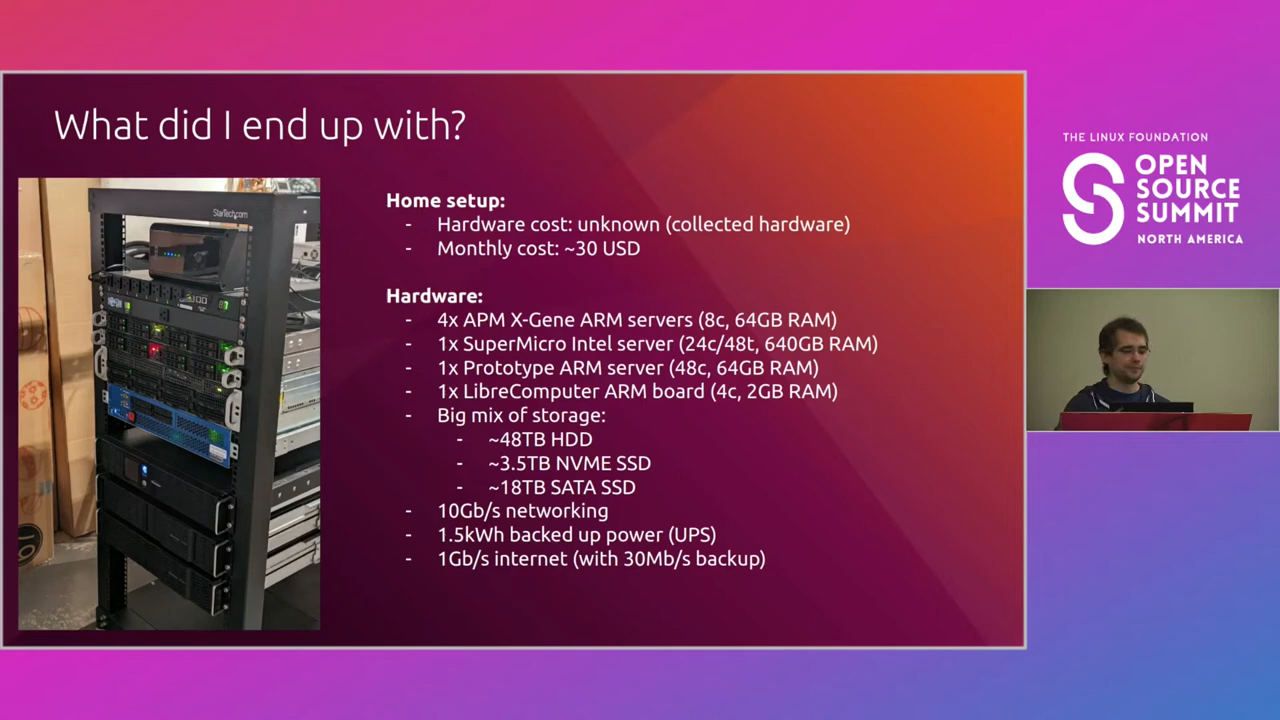 What did I end up with?
StarTech.com
Home setup:
- Hardware cost: unknown (collected hardware)
- Monthly cost: ~30 USD
Hardware:
- 4x APM X-Gene ARM servers (8c, 64GB RAM)
- 1x SuperMicro Intel server (24c/48t, 640GB RAM)
- 1x Prototype ARM server (48c, 64GB RAM)
- 1x LibreComputer ARM board (4c, 2GB RAM)
- Big mix of storage:
- ~48TB HDD
- ~3.5TB NVME SSD
- ~18TB SATA SSD
- 10Gb/s networking
- 1.5kWh backed up power (UPS)
- 1Gb/s internet (with 30Mb/s backup)
THE LINUX FOUNDATION
OPEN
SOURCE
SUMMIT
NORTH AMERICA